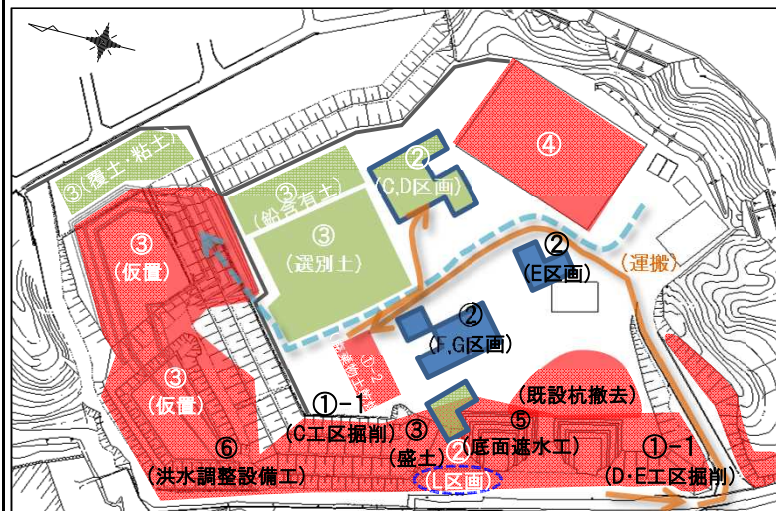 ③(覆土・粘土)
③
(鉛含有土)
②
(C,D区画)
④
③
(仮置)
③
(選別土)
②
(E区画)
(運搬)
②
(F,G区画)
①-2
③
(仮置)
①-1
(C工区掘削)
(既設杭撤去)
③
(盛土)
⑤
(底面遮水工)
①-1
(D・E工区掘削)
⑥
(洪水調整設備工)
②
(L区画)